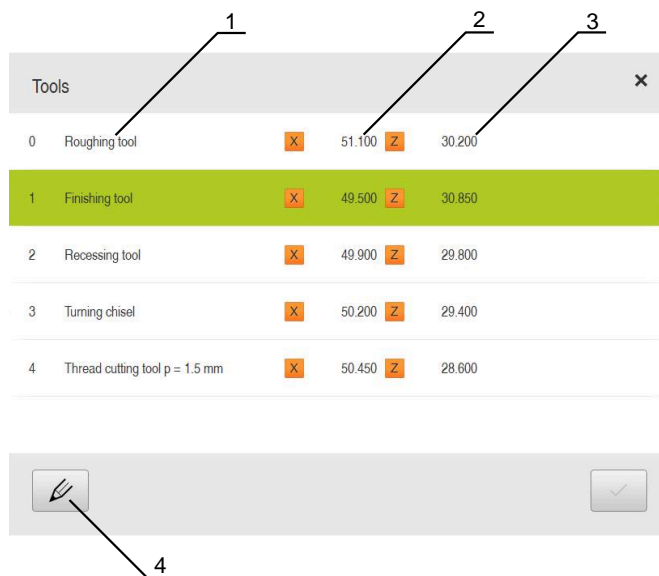 1 2 3
Tools ×
0 Roughing tool X 51.100 Z 30.200
1 Finishing tool X 49.500 Z 30.850
2 Recessing tool X 49.900 Z 29.800
3 Turning chisel X 50.200 Z 29.400
4 Thread cutting tool p = 1.5 mm X 50.450 Z 28.600
4